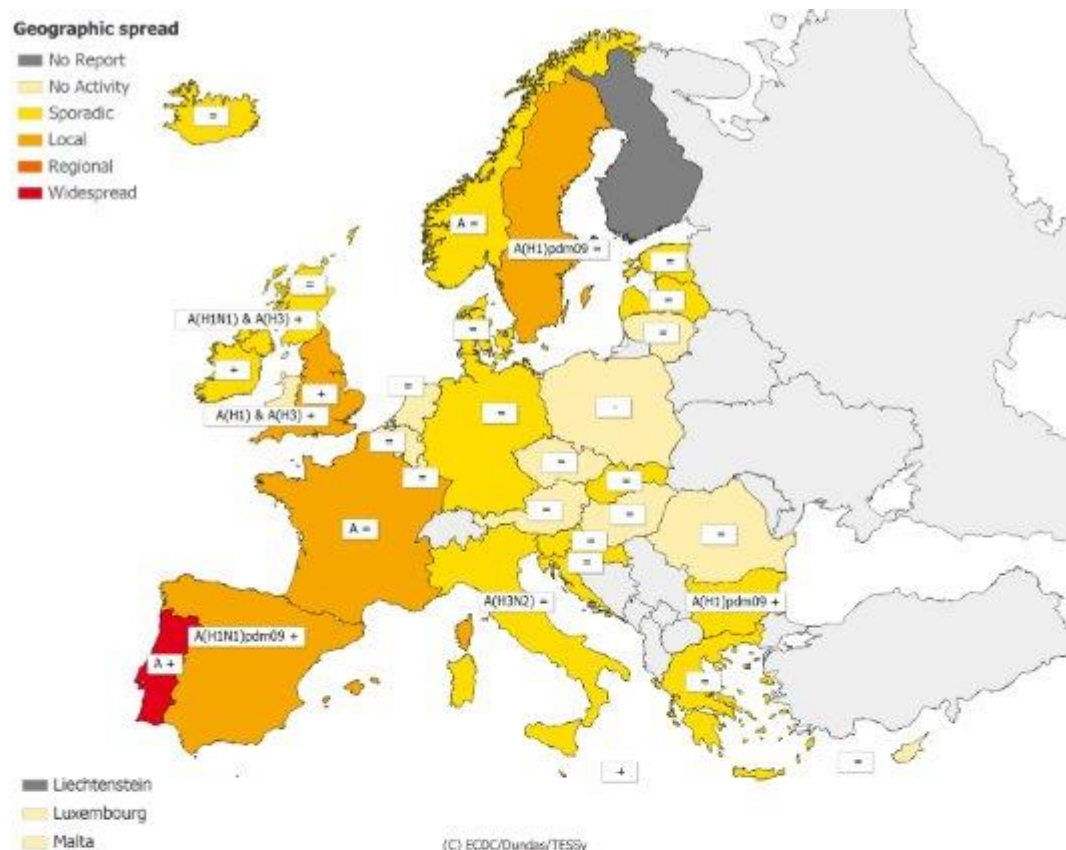 Geographic spread
No Report
No Activity
Sporadic
Local
Regional
Widespread
=
A =
A(H1)pdm09 =
=
=
A(H1N1) & A(H3) +
=
=
=
+
+
A(H1) & A(H3) +
=
=
-
=
=
=
=
=
=
A =
=
=
=
A(H3N2) =
A(H1)pdm09 +
A(H1N1)pdm09 +
A +
=
=
+
Liechtenstein
Luxembourg
Malta
(C) ECDC/Dundas/TESSy